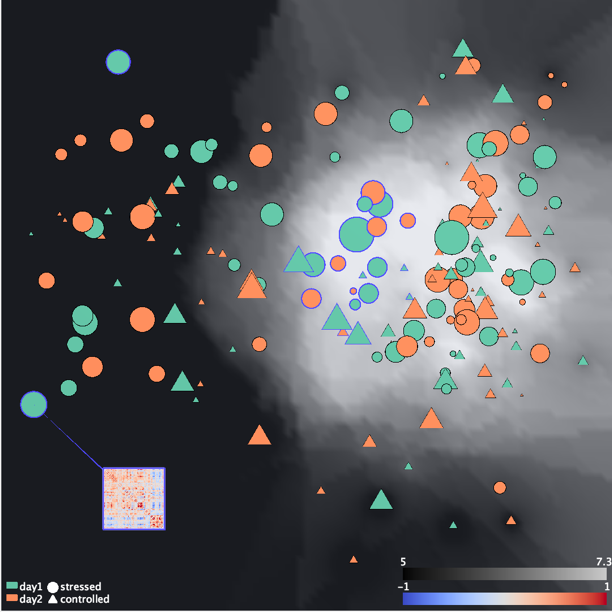 5 7.3
-1 1
day1 stressed
day2 controlled